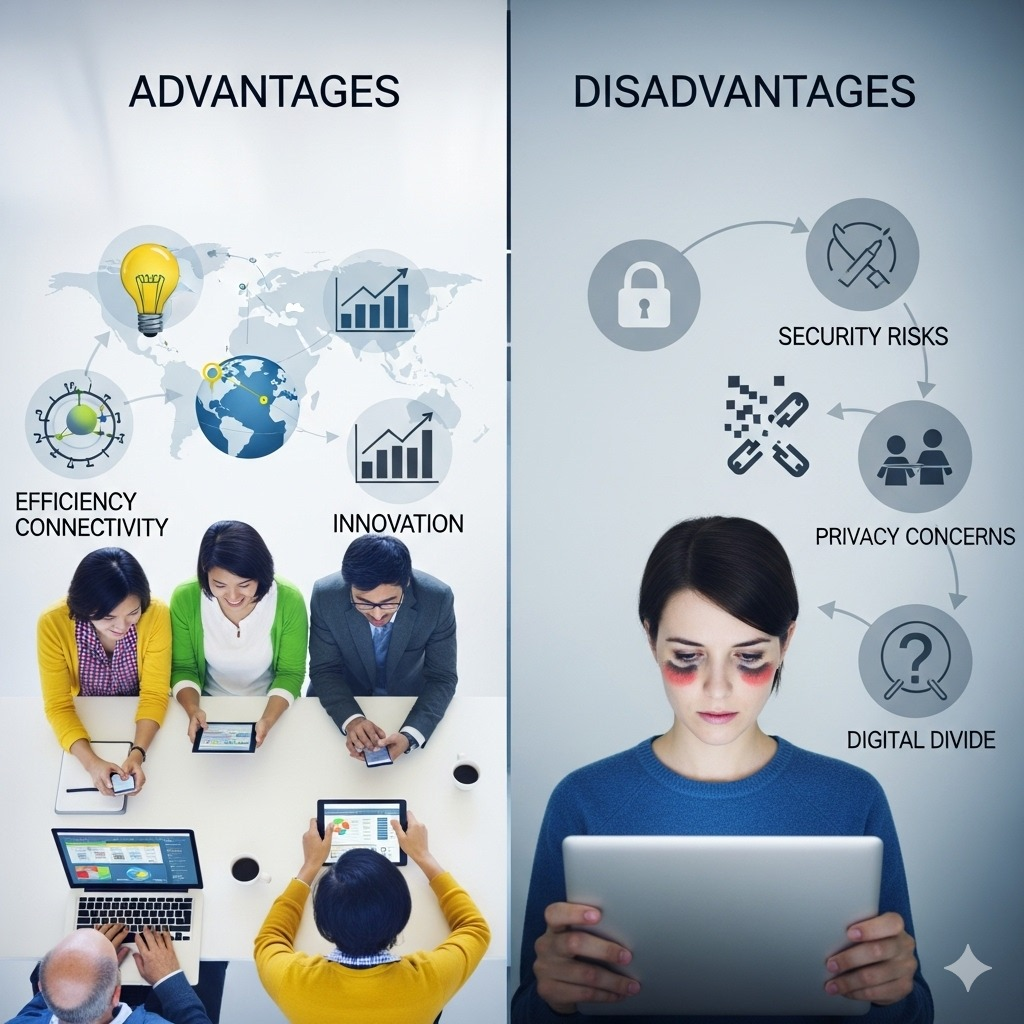 ADVANTAGES
DISADVANTAGES
SECURITY RISKS
EFFICIENCY
CONNECTIVITY
INNOVATION
PRIVACY CONCERNS
DIGITAL DIVIDE